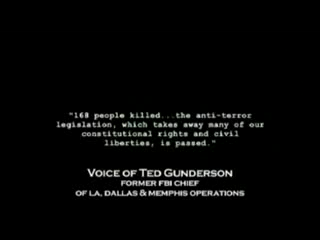 "168 people killed...the anti-terror
legislation, which takes away many of our
constitutional rights and civil
liberties, is passed."
VOICE OF TED GUNDERSON
FORMER FBI CHIEF
OF LA, DALLAS & MEMPHIS OPERATIONS